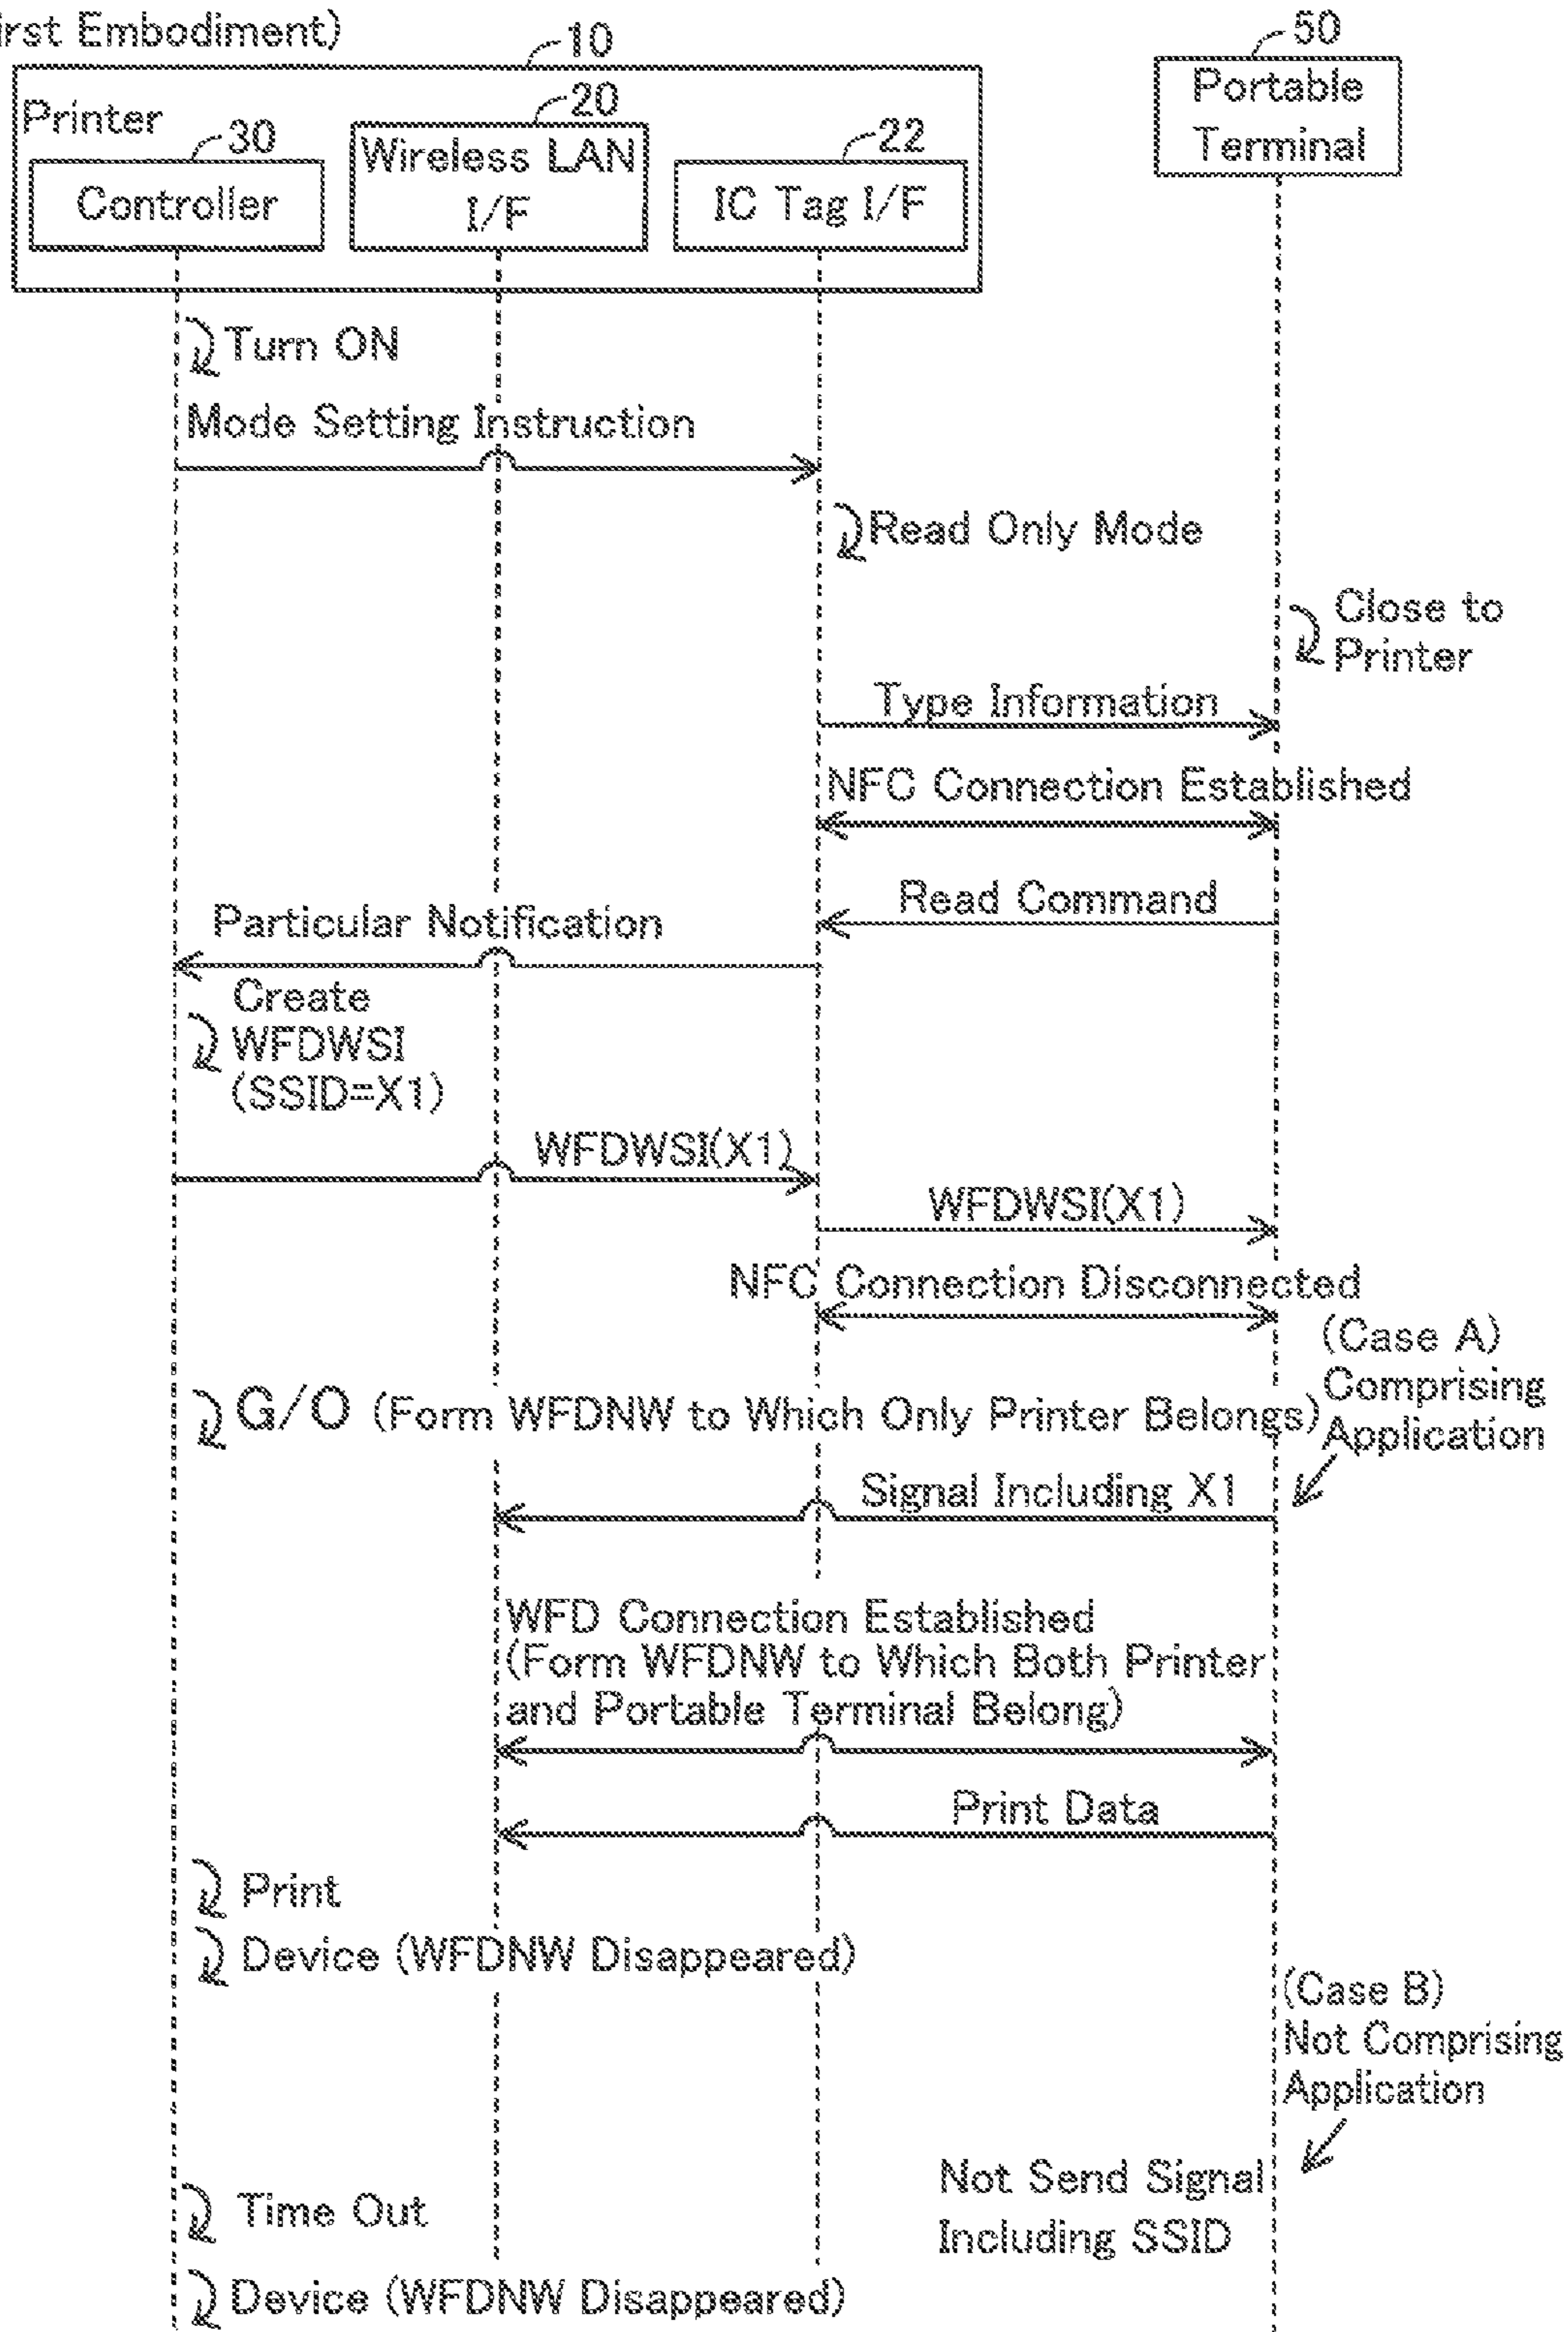 irst Embodiment)
10
50
Printer
30
20
22
Controller
Wireless LAN
I/F
IC Tag I/F
Portable
Terminal
Turn ON
Mode Setting Instruction
Read Only Mode
Close to
Printer
Type Information
NFC Connection Established
Read Command
Particular Notification
Create
WFDWSI
(SSID=X1)
WFDWSI(X1)
WFDWSI(X1)
NFC Connection Disconnected
(Case A)
Comprising
Application
G/O (Form WFDNW to Which Only Printer Belongs)
Signal Including X1
WFD Connection Established
(Form WFDNW to Which Both Printer
and Portable Terminal Belong)
Print Data
Print
Device (WFDNW Disappeared)
(Case B)
Not Comprising
Application
Not Send Signal
Including SSID
Time Out
Device (WFDNW Disappeared)